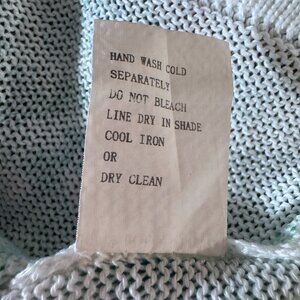 HAND WASH COLD
SEPARATELY
DO NOT BLEACH
LINE DRY IN SHADE
COOL IRON
OR
DRY CLEAN